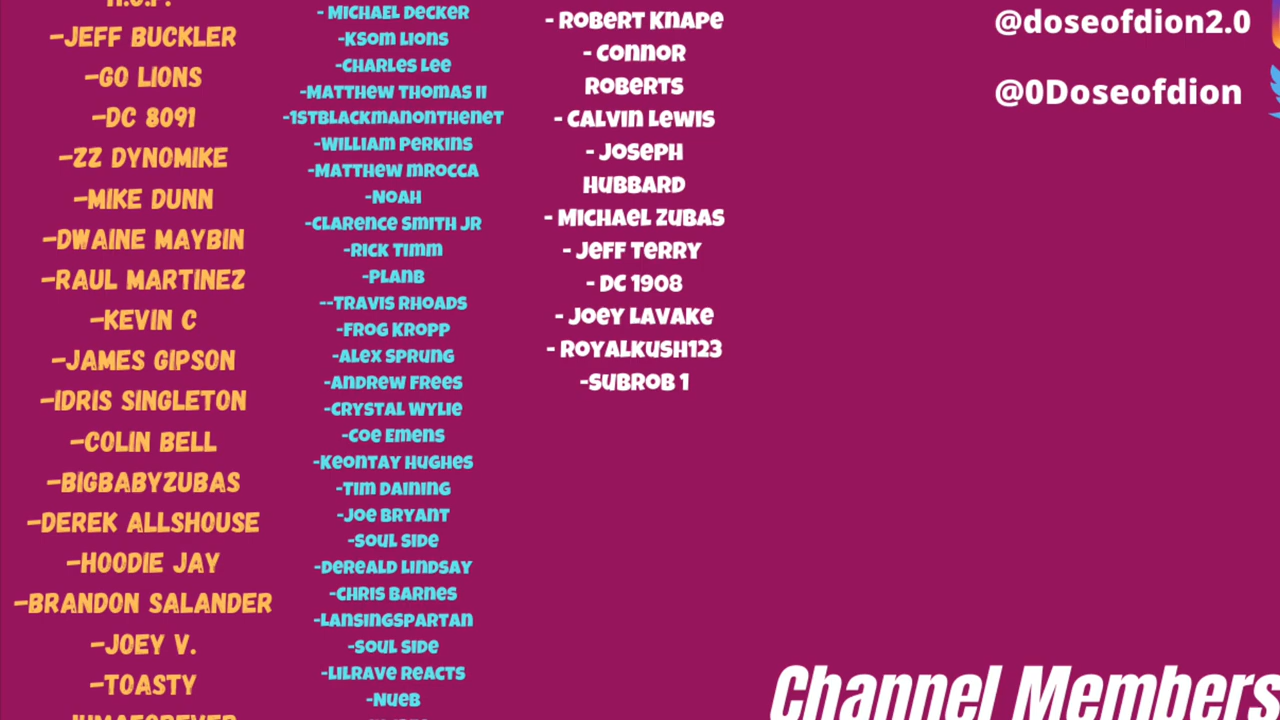 -JEFF BUCKLER
-GO LIONS
-DC 8091
-ZZ DYNOMIKE
-MIKE DUNN
-DWAINE MAYBIN
-RAUL MARTINEZ
-KEVIN C
-JAMES GIPSON
-IDRIS SINGLETON
-COLIN BELL
-BIGBABYZUBAS
-DEREK ALLSHOUSE
-HOODIE JAY
-BRANDON SALANDER
-JOEY V.
-TOASTY
- MICHAEL DECKER
-KSOM LIONS
-CHARLES LEE
-MATTHEW THOMAS II
-1STBLACKMANONTHENET
-WILLIAM PERKINS
-MATTHEW MROCCA
-NOAH
-CLARENCE SMITH JR
-RICK TIMM
-PLANB
--TRAVIS RHOADS
-FROG KROPP
-ALEX SPRUNG
-ANDREW FREES
-CRYSTAL WYLIE
-COE EMENS
-KEONTAY HUGHES
-TIM DAINING
-JOE BRYANT
-SOUL SIDE
-DEREALD LINDSAY
-CHRIS BARNES
-LANSINGSPARTAN
-SOUL SIDE
-LILRAVE REACTS
-NUEB
- ROBERT KNAPE
- CONNOR
ROBERTS
- CALVIN LEWIS
- JOSEPH
HUBBARD
- MICHAEL ZUBAS
- JEFF TERRY
- DC 1908
- JOEY LAVAKE
- ROYALKUSH123
-SUBROB 1
@doseofdion2.0
@0Doseofdion
Channel Members